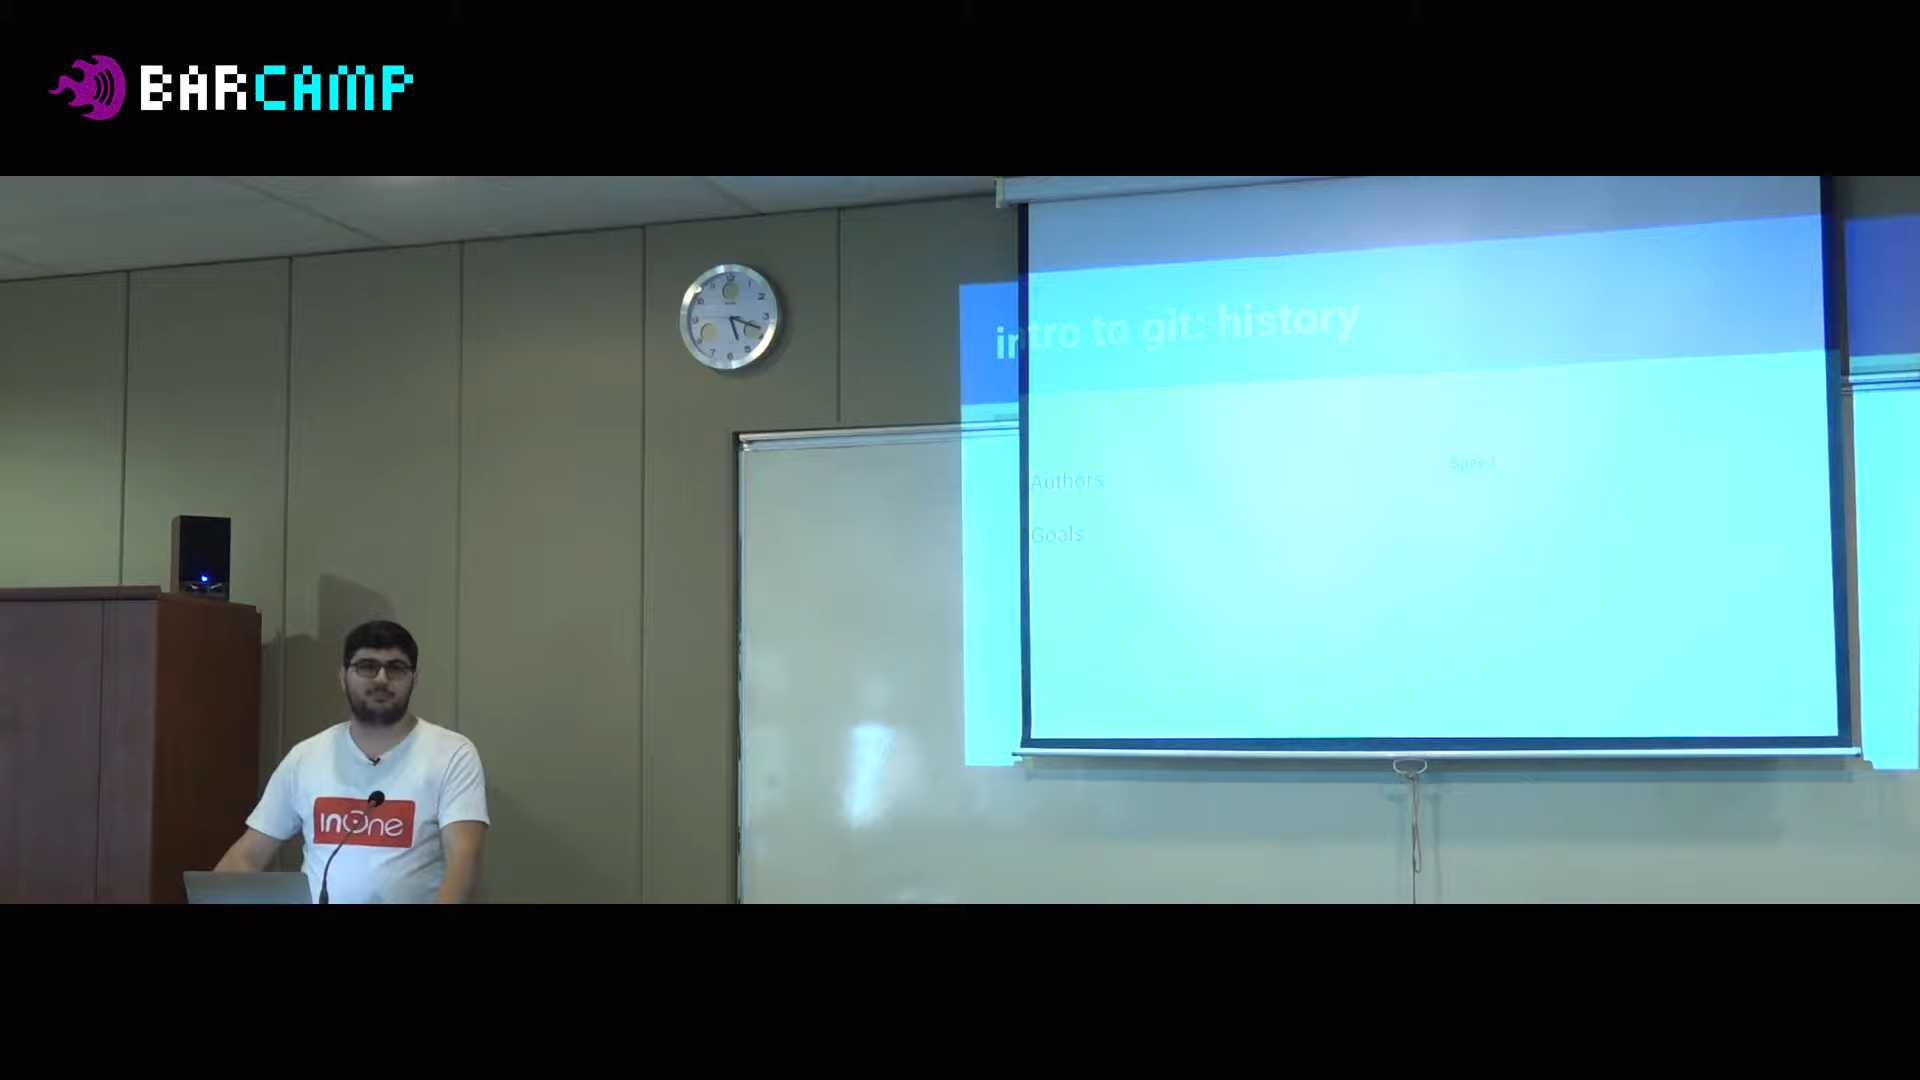 BARCAMP
intro to git: history
Authors
Speed
Goals
inOne